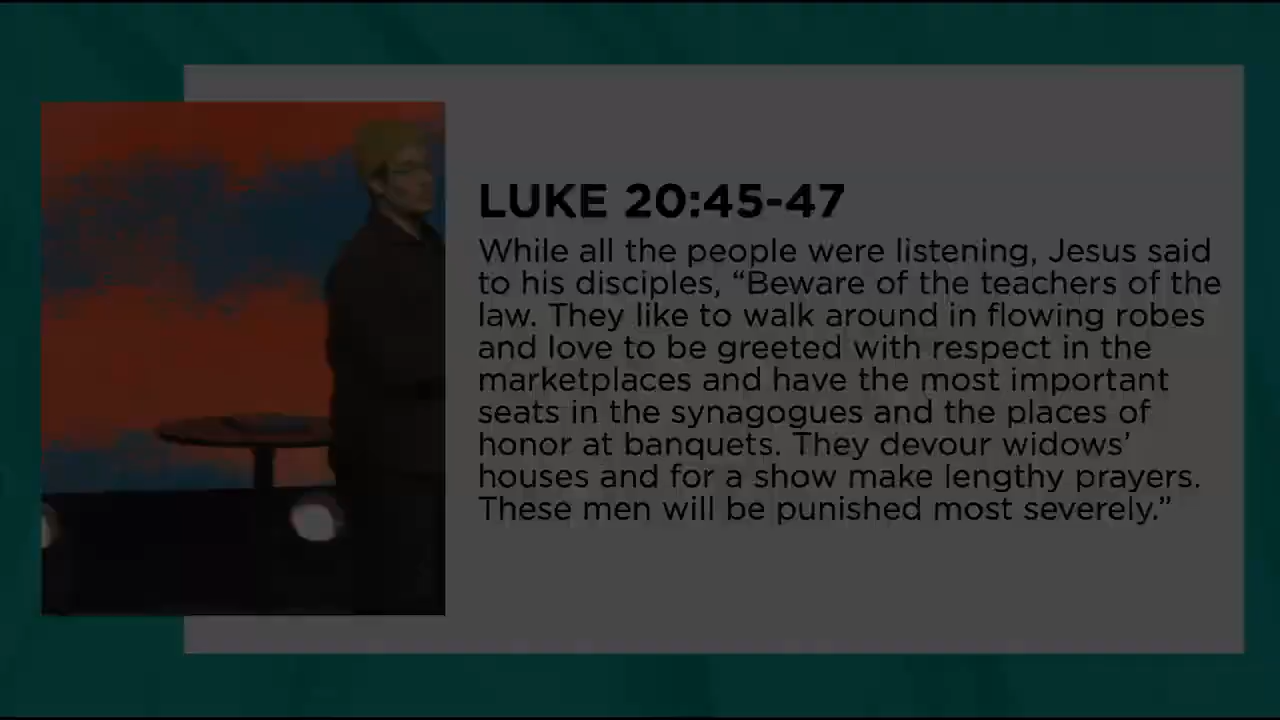 LUKE 20:45-47
While all the people were listening, Jesus said
to his disciples, “Beware of the teachers of the
law. They like to walk around in flowing robes
and love to be greeted with respect in the
marketplaces and have the most important
seats in the synagogues and the places of
honor at banquets. They devour widows’
houses and for a show make lengthy prayers.
These men will be punished most severely.”